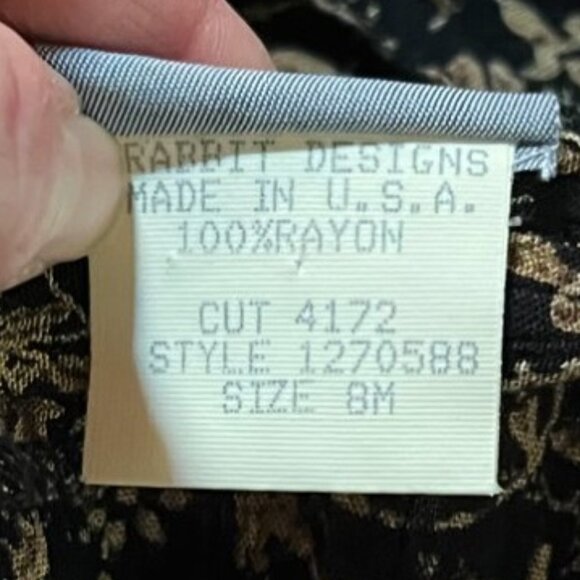 RABBIT DESIGNS
MADE IN U.S.A.
100%RAYON
CUT 4172
STYLE 1270588
SIZE 8M